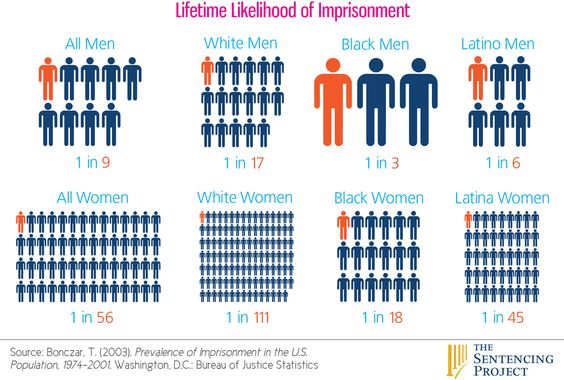 Lifetime Likelihood of Imprisonment
All Men
White Men
Black Men
Latino Men
1 in 9
1 in 17
1 in 3
1 in 6
All Women
White Women
Black Women
Latina Women
1 in 56
1 in 111
1 in 18
1 in 45
Source: Bonczar, T. (2003). Prevalence of Imprisonment in the U.S.
Population, 1974-2001. Washington, D.C.: Bureau of Justice Statistics
THE
SENTENCING
PROJECT